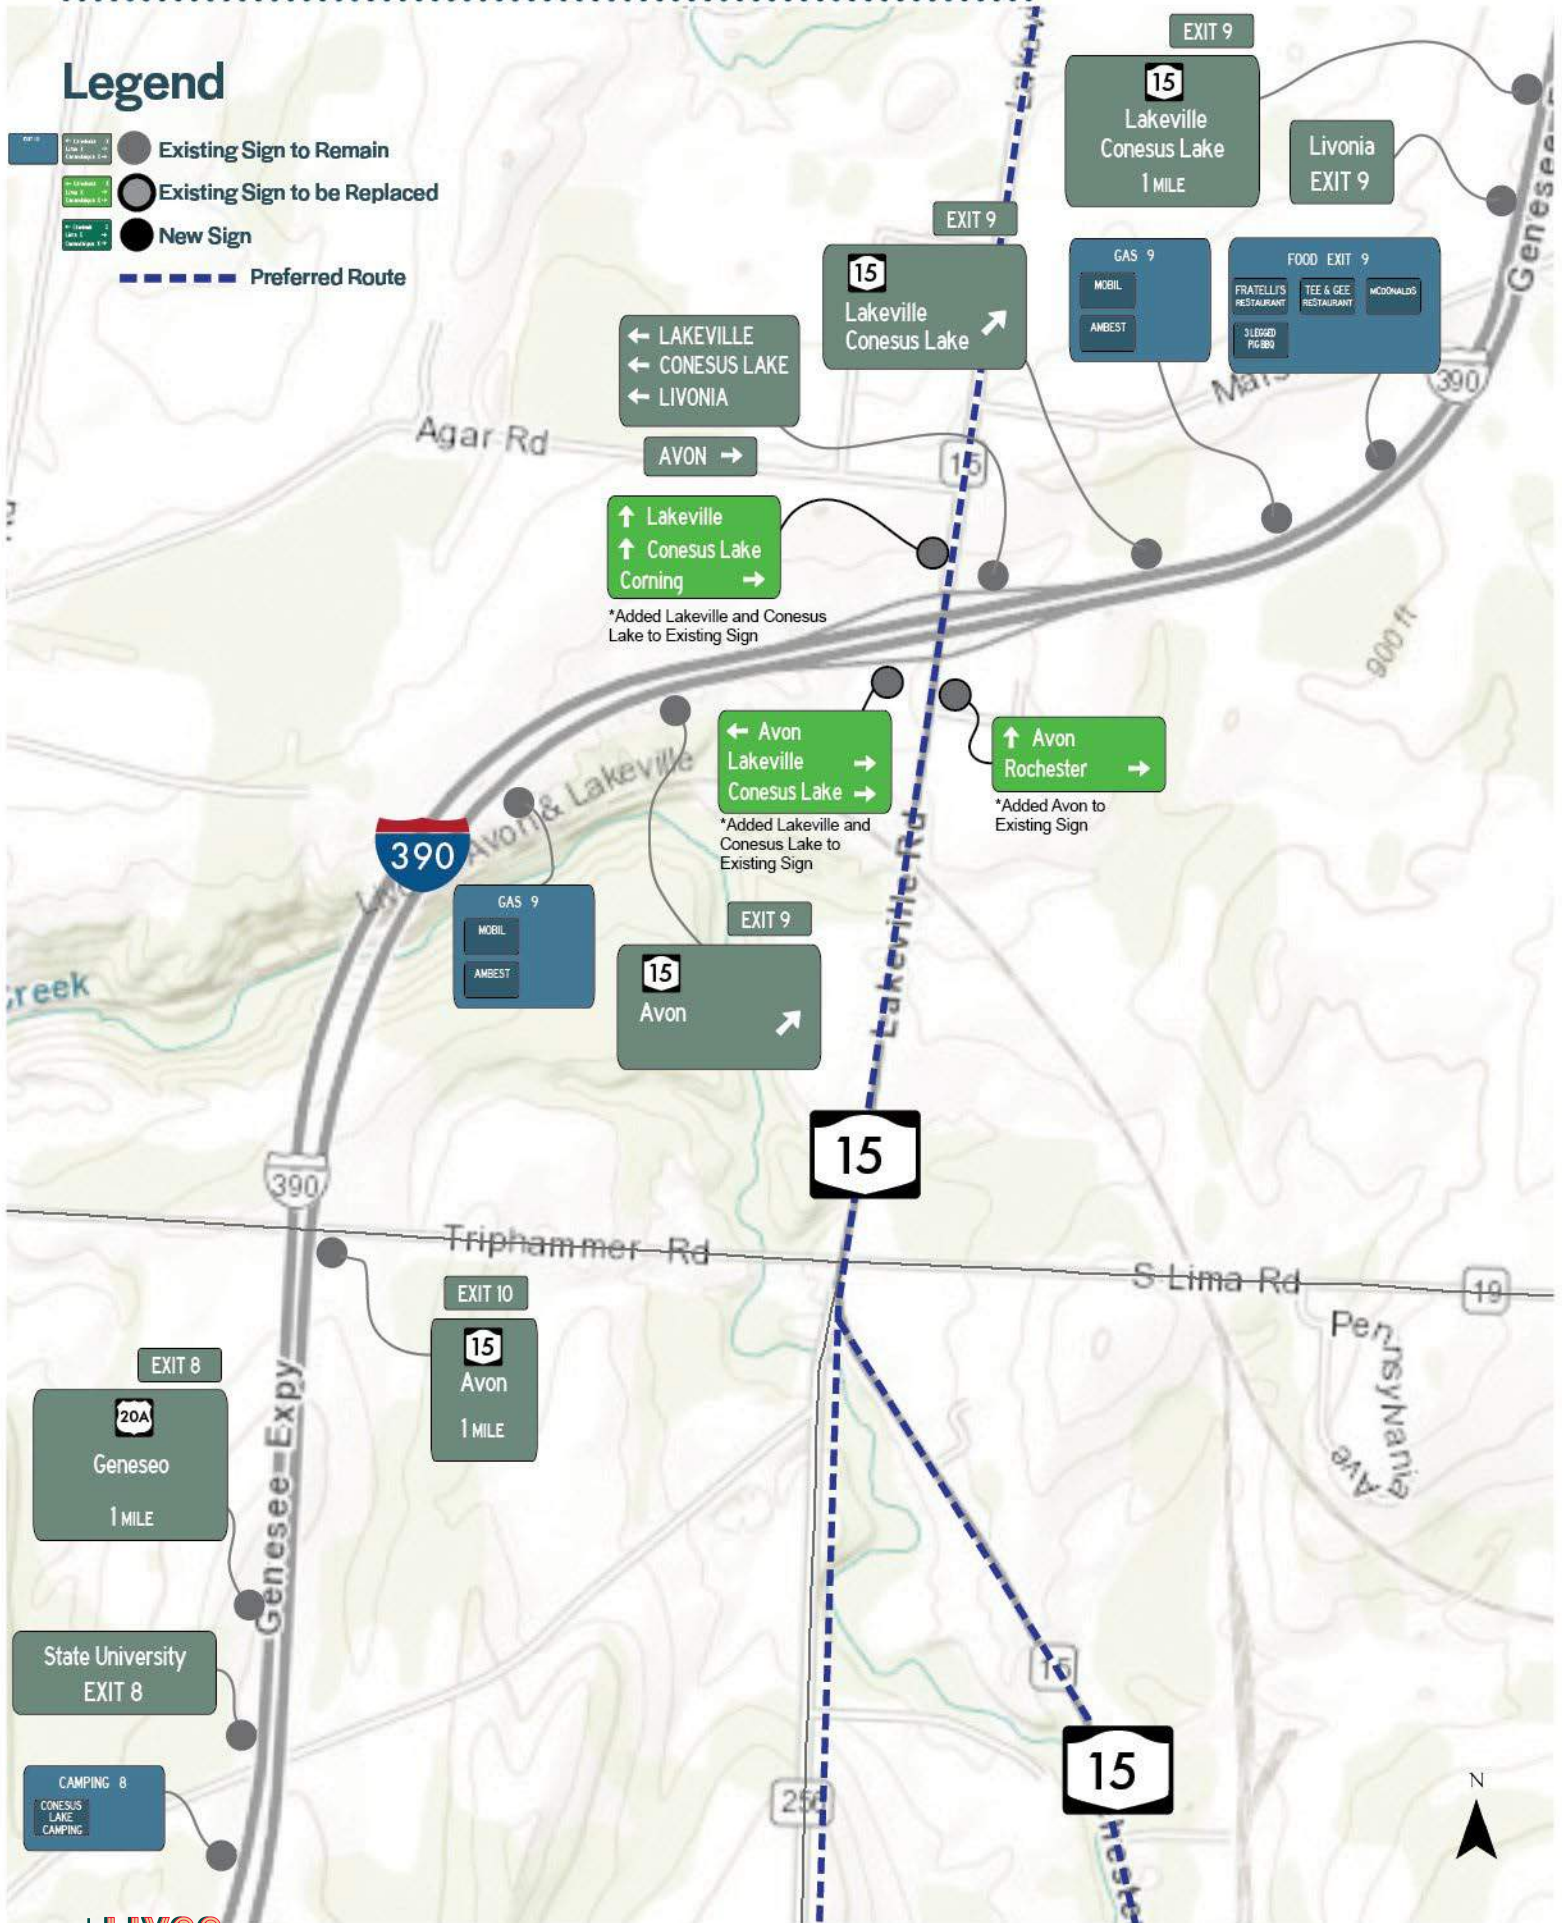 Legend
Existing Sign to Remain
Existing Sign to be Replaced
New Sign
Preferred Route
EXIT 9
15
Lakeville
Conesus Lake
1 MILE
Livonia
EXIT 9
EXIT 9
15
Lakeville
Conesus Lake ↗
GAS 9
MOBIL
AMBEST
FOOD EXIT 9
FRATELLI'S
RESTAURANT
TEE & GEE
RESTAURANT
MCDONALDS
3 LEGGED
PIG BBQ
← LAKEVILLE
← CONESUS LAKE
← LIVONIA
AVON →
390
Agar Rd
15
↑ Lakeville
↑ Conesus Lake
Corning →
*Added Lakeville and Conesus
Lake to Existing Sign
900 ft
← Avon
Lakeville →
Conesus Lake →
*Added Lakeville and
Conesus Lake to
Existing Sign
↑ Avon
Rochester →
*Added Avon to
Existing Sign
Avon & Lakeville
390
GAS 9
MOBIL
AMBEST
EXIT 9
15
Avon ↗
Lakeville Rd
15
390
Triphammer Rd
S Lima Rd
19
Pennsylvania
Ave
EXIT 10
15
Avon
1 MILE
EXIT 8
20A
Geneseo
1 MILE
Genesee Expy
State University
EXIT 8
CAMPING 8
CONESUS
LAKE
CAMPING
15
15
256
N